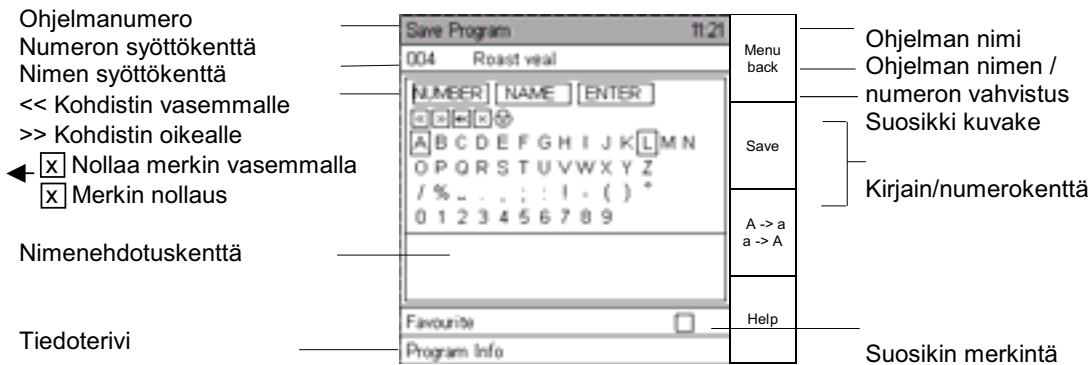 Ohjelmanumero
Numeron syöttökenttä
Nimen syöttökenttä
<< Kohdistin vasemmalle
>> Kohdistin oikealle
x Nollaa merkin vasemmalla
x Merkin nollaus
Nimenehdotuskenttä
Tiedoterivi
Save Program 11:21
004 Roast veal
NUMBER NAME ENTER
A B C D E F G H I J K L M N
O P Q R S T U V W X Y Z
/ % _ . , ; : ! - ( ) *
0 1 2 3 4 5 6 7 8 9
Favourite
Program Info
Menu
back
Save
A -> a
a -> A
Help
Ohjelman nimi
Ohjelman nimen /
numeron vahvistus
Suosikki kuvake
Kirjain/numerokenttä
Suosikin merkintä